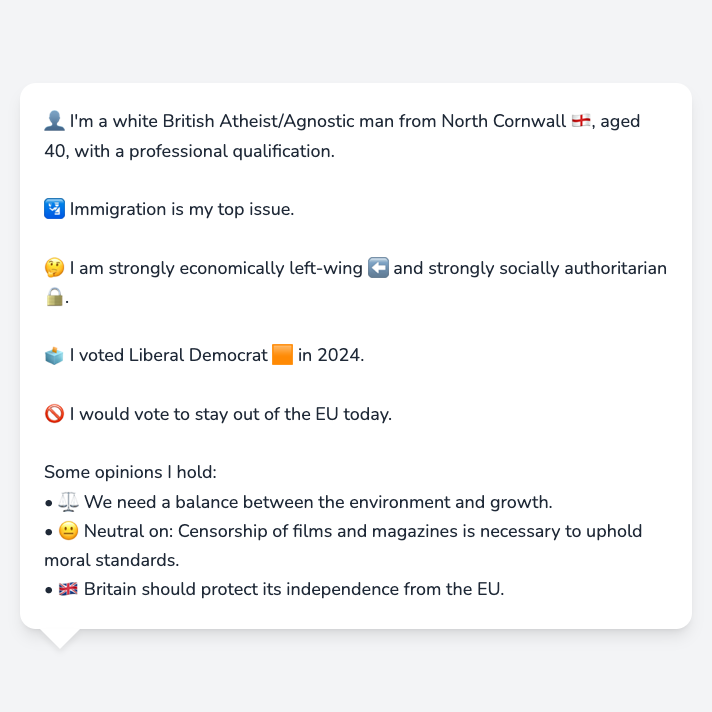 👤 I'm a white British Atheist/Agnostic man from North Cornwall 🏴󠁧󠁢󠁥󠁮󠁧󠁿, aged
40, with a professional qualification.
🛂 Immigration is my top issue.
🤔 I am strongly economically left-wing ⬅️ and strongly socially authoritarian
🔒.
🗳️ I voted Liberal Democrat 🟧 in 2024.
🚫 I would vote to stay out of the EU today.
Some opinions I hold:
• ⚖️ We need a balance between the environment and growth.
• 😐 Neutral on: Censorship of films and magazines is necessary to uphold
moral standards.
• 🇬🇧 Britain should protect its independence from the EU.